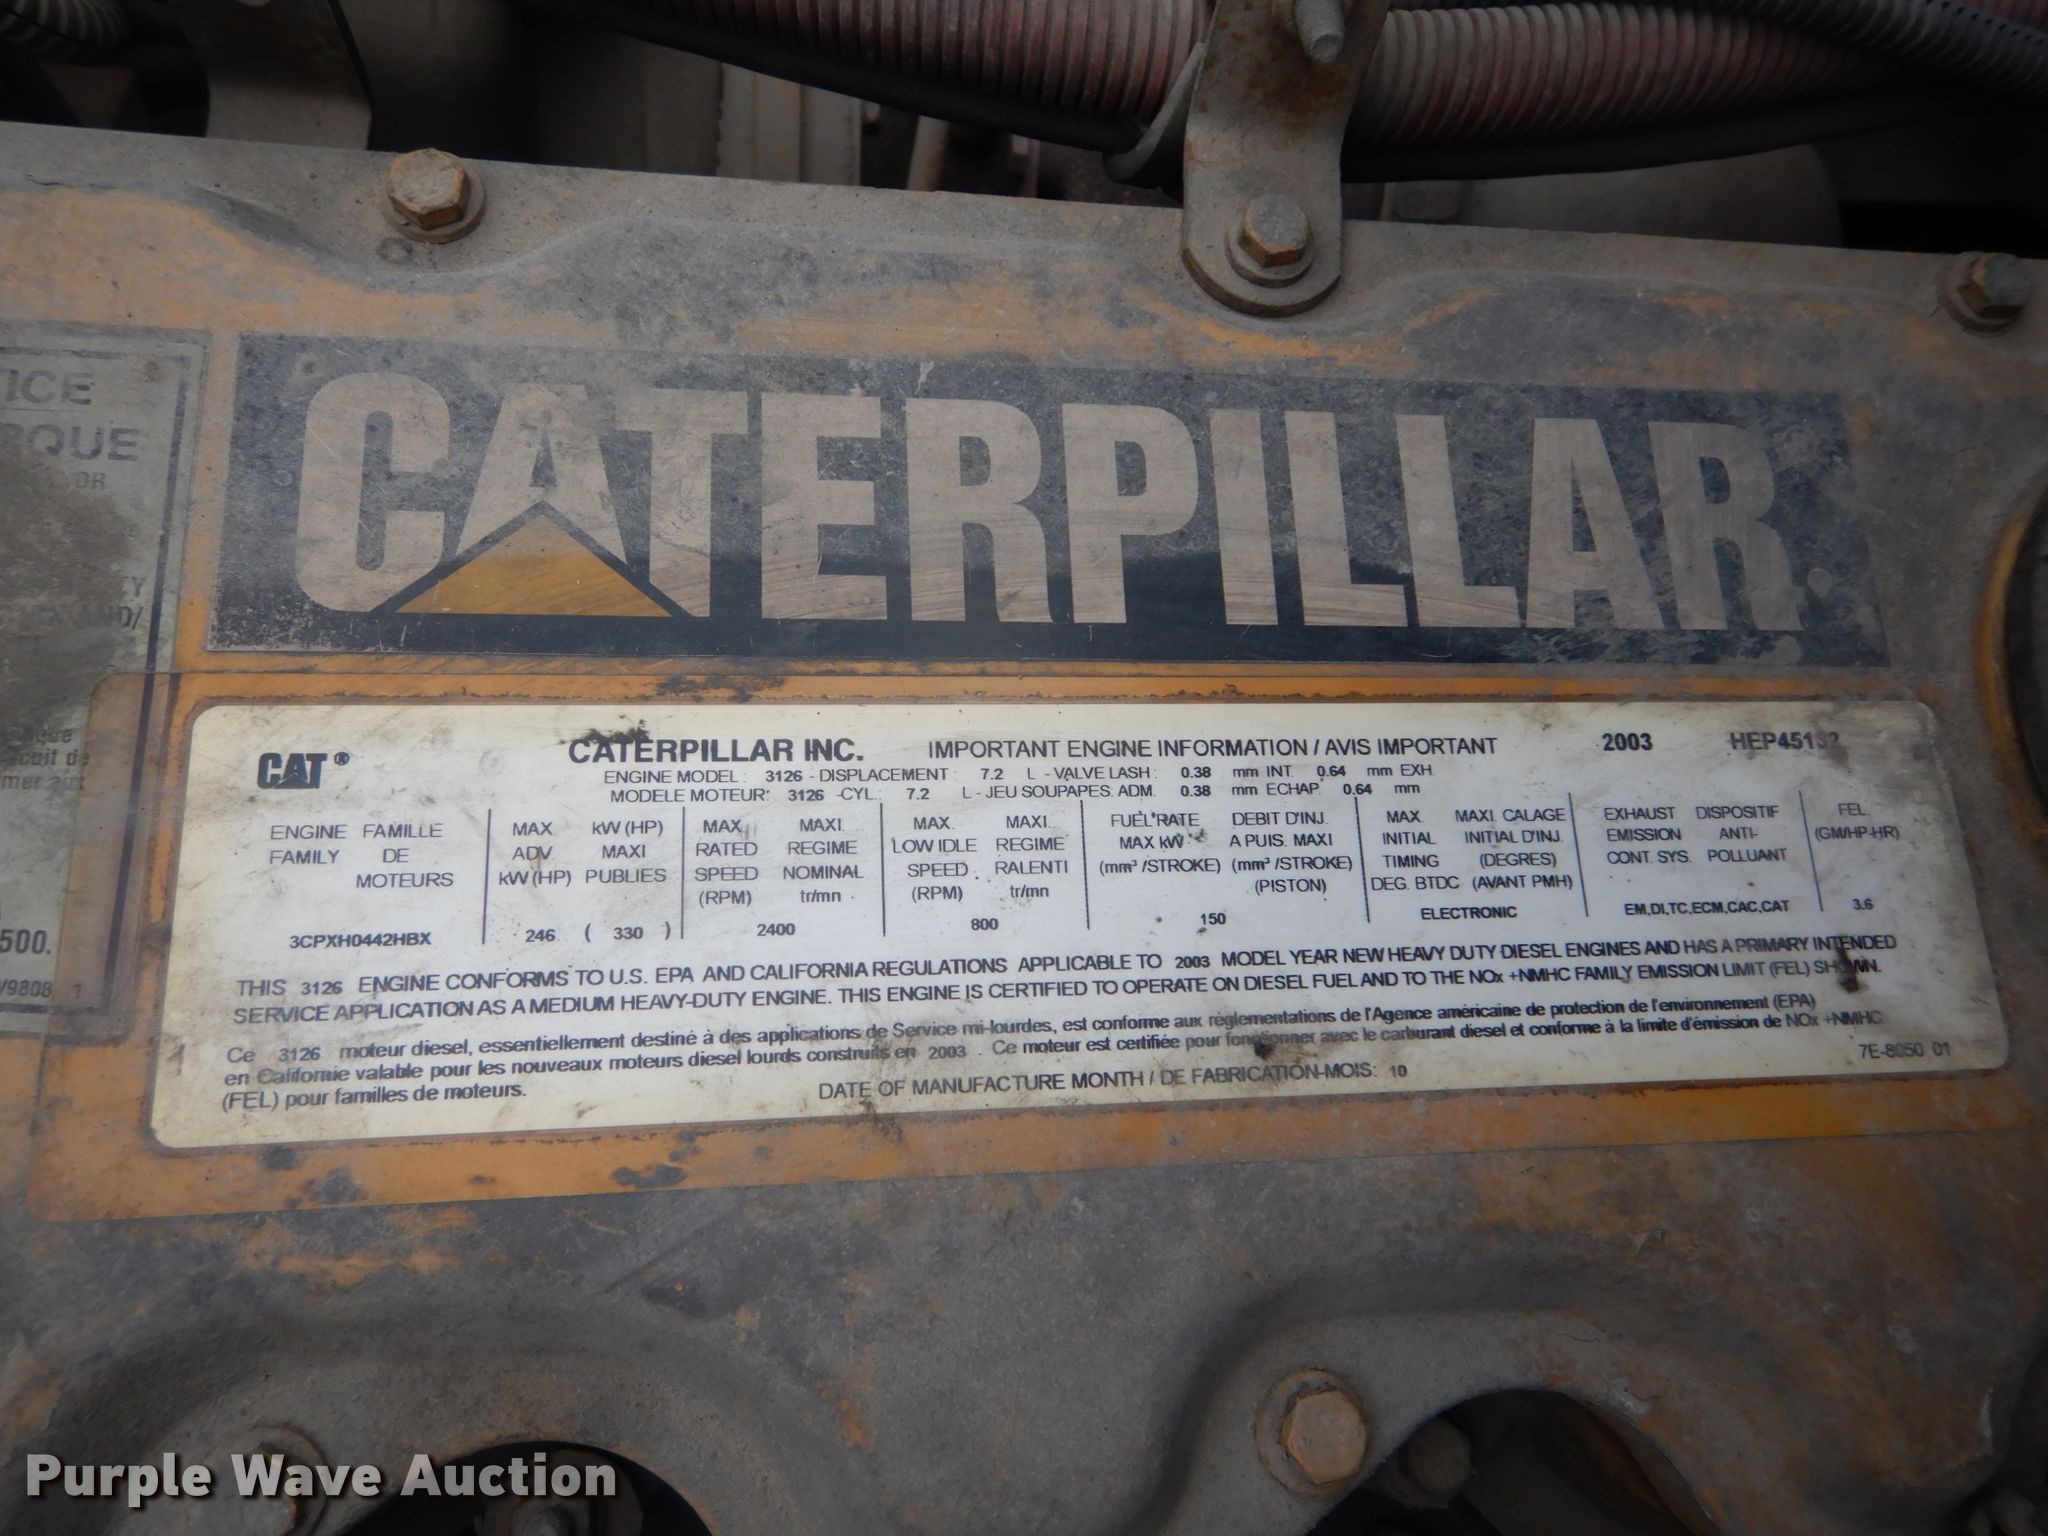 ICE
RQUE
OR
Y
D/
cuit de
mer aux
500.
V9808 1
CATERPILLAR
CAT® CATERPILLAR INC. IMPORTANT ENGINE INFORMATION / AVIS IMPORTANT 2003
ENGINE MODEL: 3126 - DISPLACEMENT: 7.2 L - VALVE LASH: 0.38 mm INT. 0.64 mm EXH
MODELE MOTEUR: 3126 -CYL.: 7.2 L - JEU SOUPAPES: ADM. 0.38 mm ECHAP. 0.64 mm
ENGINE FAMILY
FAMILLE DE MOTEURS
3CPXH0442HBX
MAX. ADV. kW (HP)
kW (HP) MAXI PUBLIES
246 ( 330 )
MAX. RATED SPEED (RPM)
MAXI. REGIME NOMINAL tr/mn
2400
MAX. LOW IDLE SPEED (RPM)
MAXI. REGIME RALENTI tr/mn
800
FUEL RATE MAX kW (mm³ /STROKE)
DEBIT D'INJ. A PUIS. MAXI (mm³ /STROKE) (PISTON)
150
MAX. INITIAL TIMING DEG. BTDC
MAXI. CALAGE INITIAL D'INJ. (DEGRES) (AVANT PMH)
ELECTRONIC
EXHAUST EMISSION CONT. SYS.
DISPOSITIF ANTI- POLLUANT
EM,DI,TC,ECM,CAC,CAT
FEL (GM/HP-HR)
3.6
THIS 3126 ENGINE CONFORMS TO U.S. EPA AND CALIFORNIA REGULATIONS APPLICABLE TO 2003 MODEL YEAR NEW HEAVY DUTY DIESEL ENGINES AND HAS A PRIMARY INTENDED
SERVICE APPLICATION AS A MEDIUM HEAVY-DUTY ENGINE. THIS ENGINE IS CERTIFIED TO OPERATE ON DIESEL FUEL AND TO THE NOx +NMHC FAMILY EMISSION LIMIT (FEL) SHOWN.
Ce 3126 moteur diesel, essentiellement destiné à des applications de Service mi-lourdes, est conforme aux réglementations de l'Agence américaine de protection de l'environnement (EPA)
en Californie valable pour les nouveaux moteurs diesel lourds construits en 2003 . Ce moteur est certifiée pour fonctionner avec le carburant diesel et conforme à la limite d'émission de NOx +NMHC
(FEL) pour familles de moteurs.
DATE OF MANUFACTURE MONTH / DE FABRICATION-MOIS: 10
7E-8050 01
Purple Wave Auction